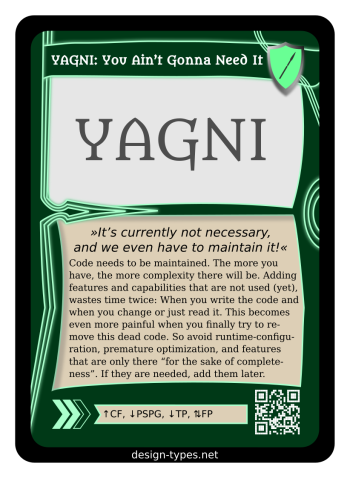 YAGNI: You Ain't Gonna Need It
YAGNI
»It's currently not necessary,
and we even have to maintain it!«
Code needs to be maintained. The more you
have, the more complexity there will be. Adding
features and capabilities that are not used (yet),
wastes time twice: When you write the code and
when you change or just read it. This becomes
even more painful when you finally try to re-
move this dead code. So avoid runtime-configu-
ration, premature optimization, and features
that are only there “for the sake of complete-
ness”. If they are needed, add them later.
↑CF, ↓PSPG, ↓TP, ⇅FP
design-types.net